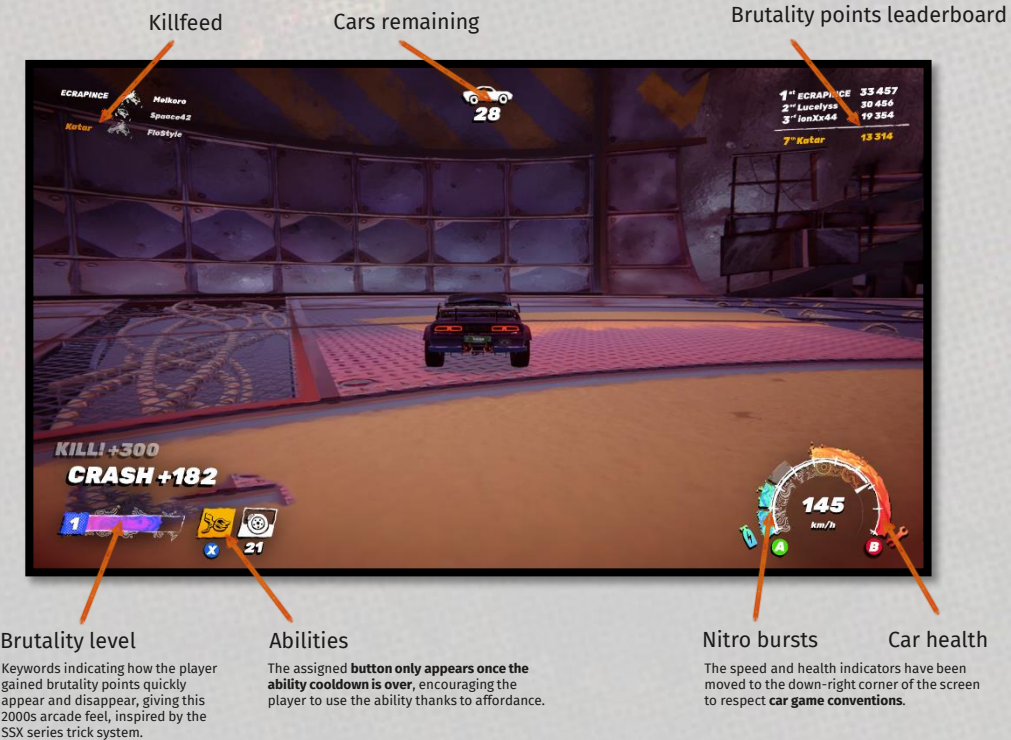 Killfeed
Cars remaining
Brutality points leaderboard
ECRAPINCE Melkoro
Spaace42
Katar FloStyle
28
1st ECRAPINCE 33 457
2nd Lucelyss 30 456
3rd ionXx44 19 354
7th Katar 13 314
KILL! +300
CRASH +182
1
X
21
145
km/h
A
B
Brutality level
Keywords indicating how the player
gained brutality points quickly
appear and disappear, giving this
2000s arcade feel, inspired by the
SSX series trick system.
Abilities
The assigned button only appears once the
ability cooldown is over, encouraging the
player to use the ability thanks to affordance.
Nitro bursts
Car health
The speed and health indicators have been
moved to the down-right corner of the screen
to respect car game conventions.